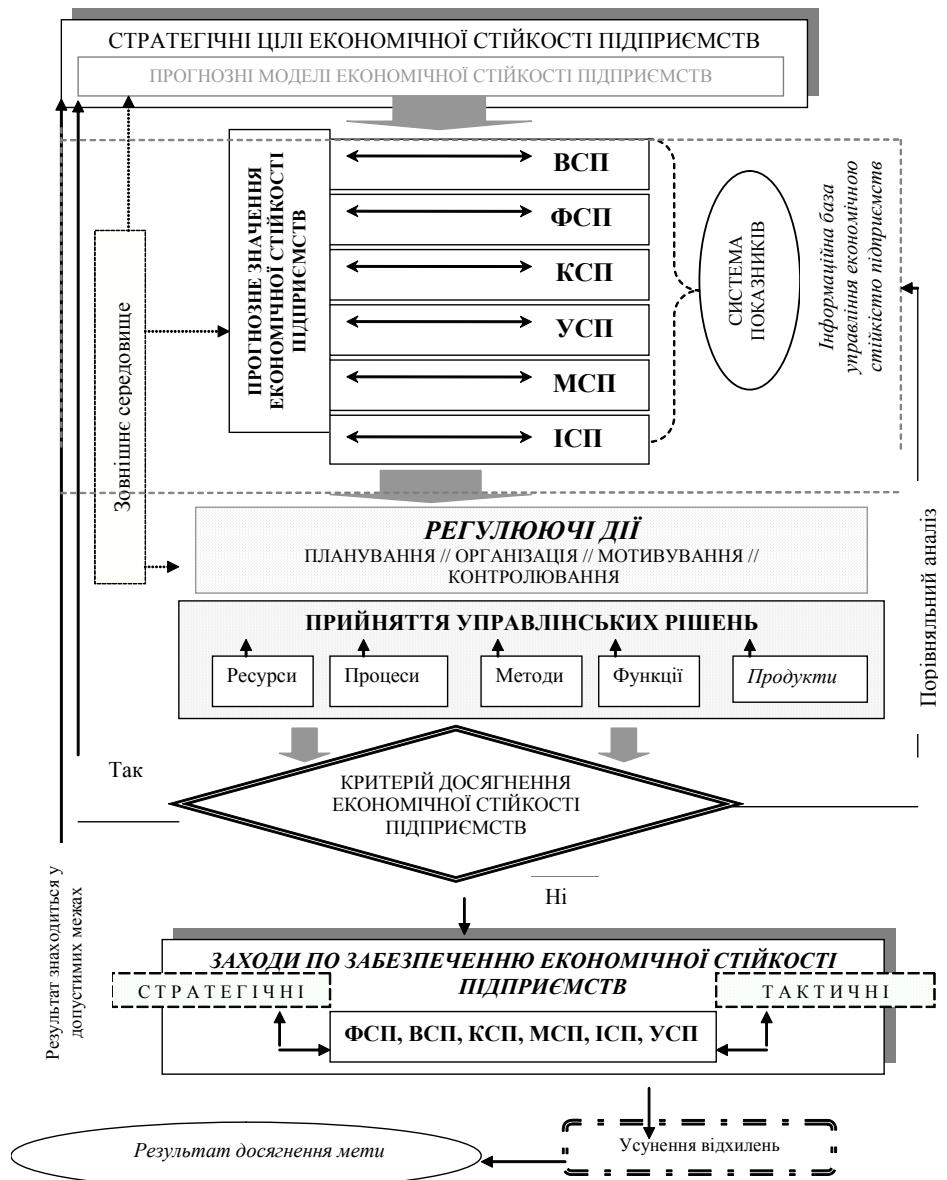 СТРАТЕГІЧНІ ЦІЛІ ЕКОНОМІЧНОЇ СТІЙКОСТІ ПІДПРИЄМСТВ
ПРОГНОЗНІ МОДЕЛІ ЕКОНОМІЧНОЇ СТІЙКОСТІ ПІДПРИЄМСТВ
Зовнішнє середовище
ПРОГНОЗНЕ ЗНАЧЕННЯ
ЕКОНОМІЧНОЇ СТІЙКОСТІ
ПІДПРИЄМСТВ
ВСП
ФСП
КСП
УСП
МСП
ІСП
СИСТЕМА
ПОКАЗНИКІВ
Інформаційна база
управління економічною
стійкістю підприємств
РЕГУЛЮЮЧІ ДІЇ
ПЛАНУВАННЯ // ОРГАНІЗАЦІЯ // МОТИВУВАННЯ //
КОНТРОЛЮВАННЯ
ПРИЙНЯТТЯ УПРАВЛІНСЬКИХ РІШЕНЬ
Ресурси
Процеси
Методи
Функції
Продукти
Порівняльний аналіз
Так
КРИТЕРІЙ ДОСЯГНЕННЯ
ЕКОНОМІЧНОЇ СТІЙКОСТІ
ПІДПРИЄМСТВ
Ні
Результат знаходиться у
допустимих межах
ЗАХОДИ ПО ЗАБЕЗПЕЧЕННЮ ЕКОНОМІЧНОЇ СТІЙКОСТІ
ПІДПРИЄМСТВ
СТРАТЕГІЧНІ
ТАКТИЧНІ
ФСП, ВСП, КСП, МСП, ІСП, УСП
Результат досягнення мети
Усунення відхилень